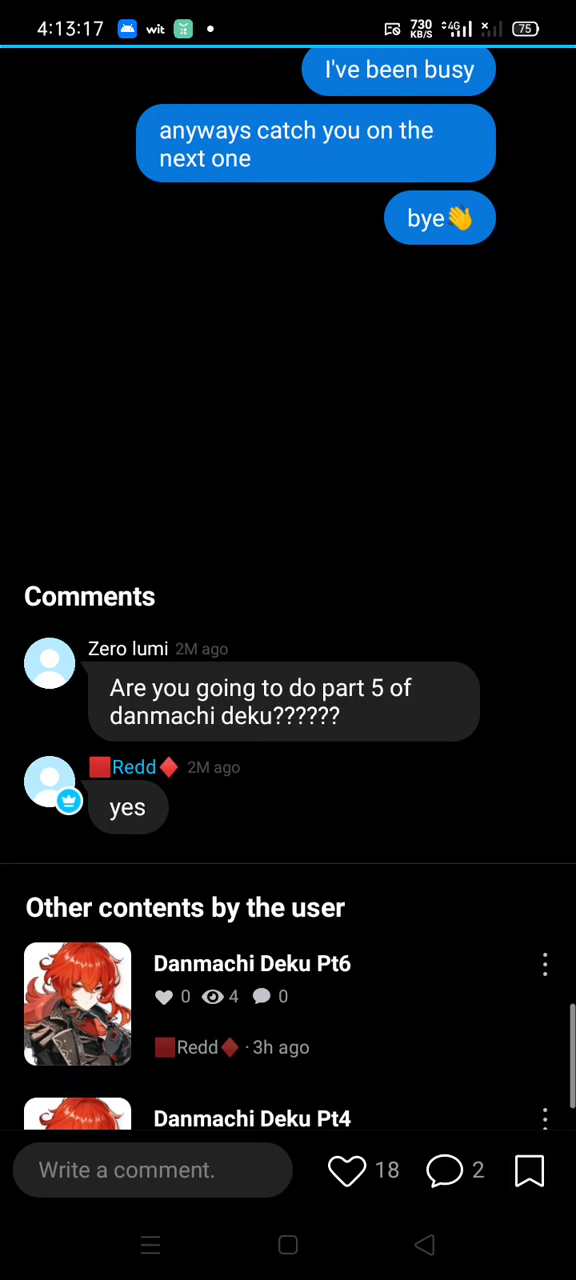 4:13:17 wit 730 KB/S 4G 75
I've been busy
anyways catch you on the
next one
bye👋
Comments
Zero lumi 2M ago
Are you going to do part 5 of
danmachi deku??????
🟥Redd♦️ 2M ago
yes
Other contents by the user
Danmachi Deku Pt6
0 4 0
🟥Redd♦️ · 3h ago
Danmachi Deku Pt4
Write a comment. 18 2